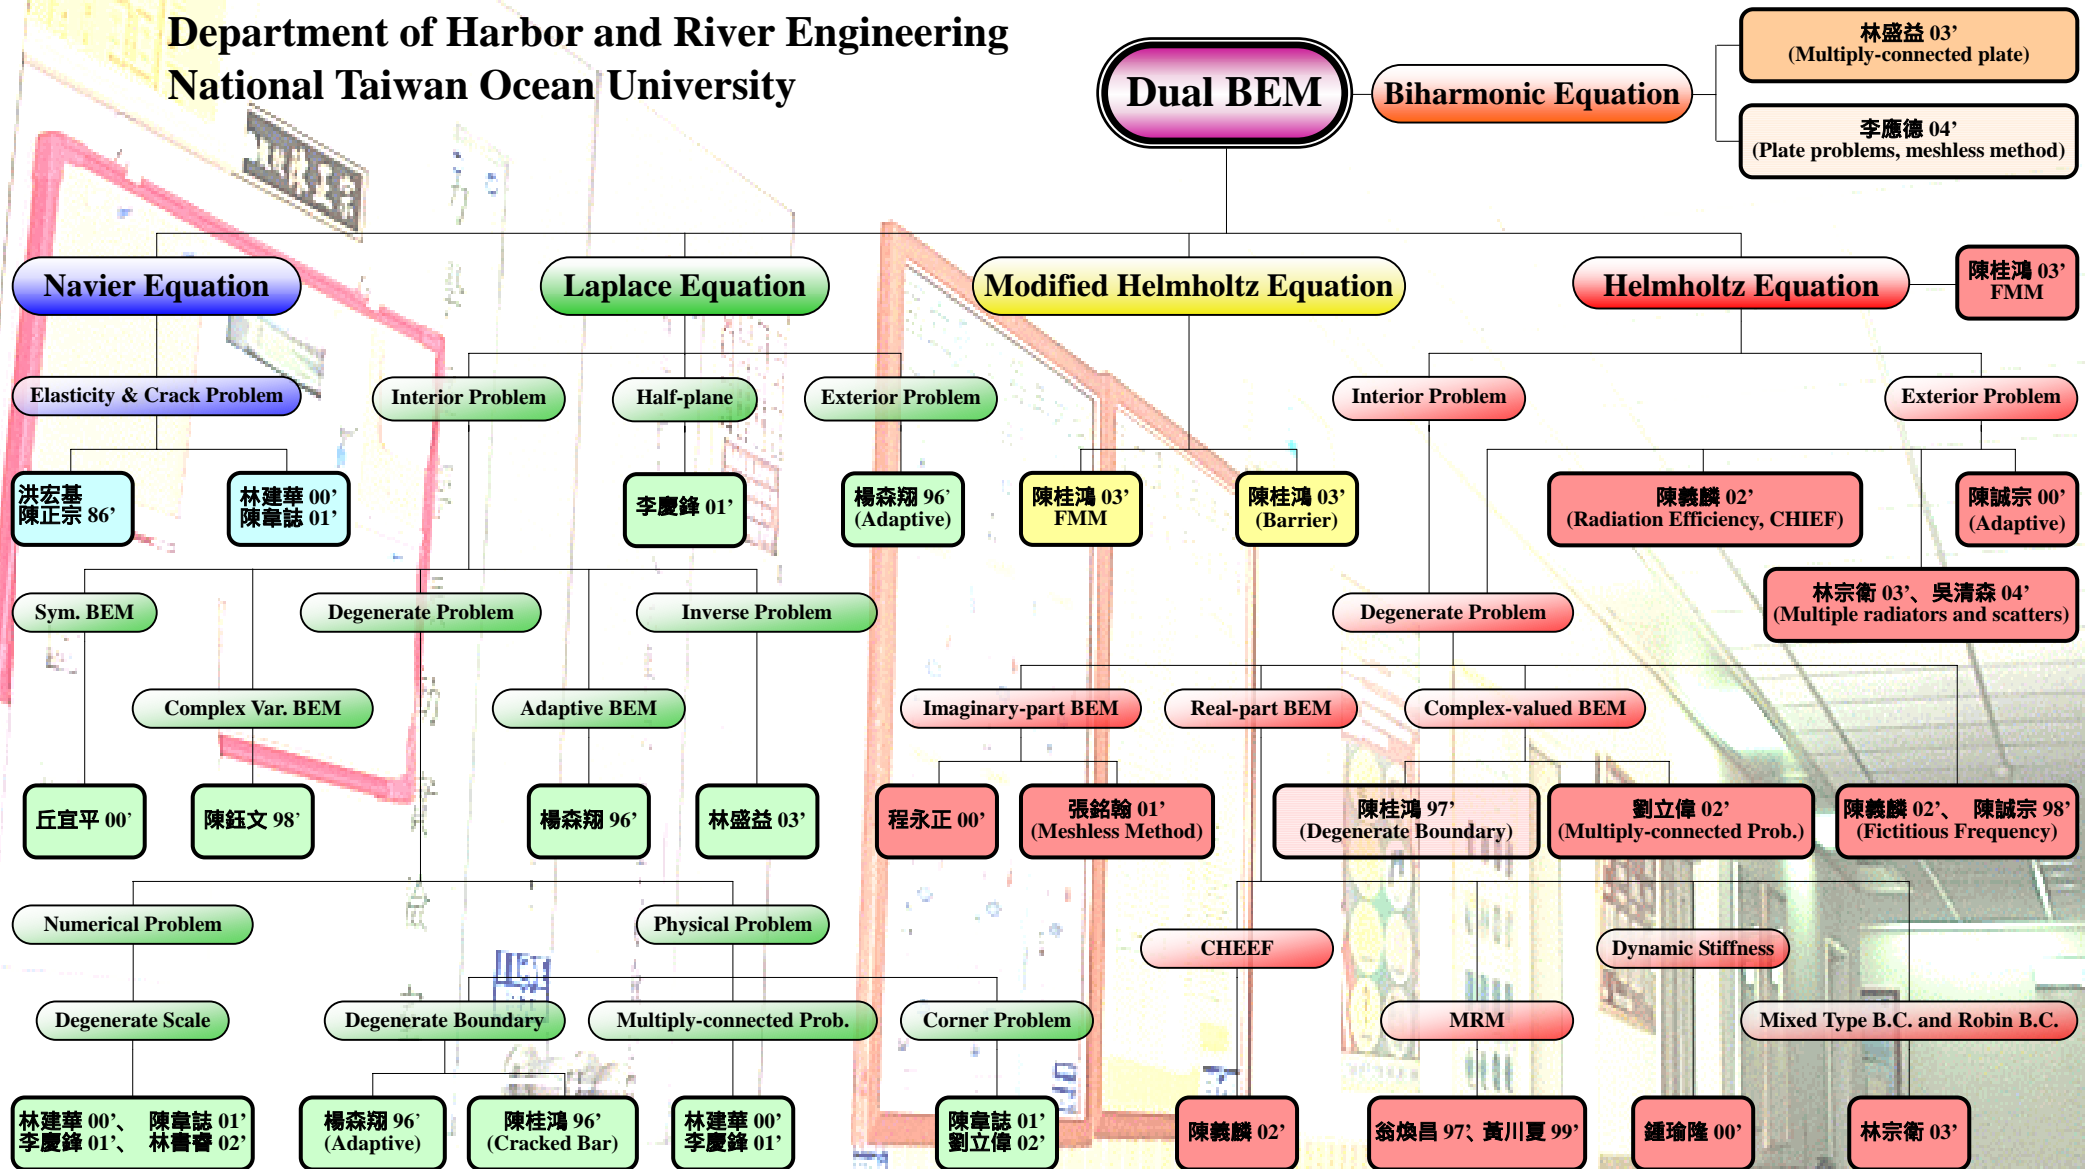 Department of Harbor and River Engineering
National Taiwan Ocean University
Dual BEM
Biharmonic Equation
林盛益 03’
(Multiply-connected plate)
李應德 04’
(Plate problems, meshless method)
Navier Equation
Laplace Equation
Modified Helmholtz Equation
Helmholtz Equation
陳桂鴻 03’
FMM
Elasticity & Crack Problem
Interior Problem
Half-plane
Exterior Problem
Interior Problem
Exterior Problem
洪宏基
陳正宗 86’
林建華 00’
陳韋誌 01’
李慶鋒 01’
楊森翔 96’
(Adaptive)
陳桂鴻 03’
FMM
陳桂鴻 03’
(Barrier)
陳義麟 02’
(Radiation Efficiency, CHIEF)
陳誠宗 00’
(Adaptive)
林宗衛 03’、 吳清森 04’
(Multiple radiators and scatters)
Sym. BEM
Degenerate Problem
Inverse Problem
Degenerate Problem
Complex Var. BEM
Adaptive BEM
Imaginary-part BEM
Real-part BEM
Complex-valued BEM
丘宜平 00’
陳鈺文 98’
楊森翔 96’
林盛益 03’
程永正 00’
張銘翰 01’
(Meshless Method)
陳桂鴻 97’
(Degenerate Boundary)
劉立偉 02’
(Multiply-connected Prob.)
陳義麟 02’、 陳誠宗 98’
(Fictitious Frequency)
Numerical Problem
Physical Problem
CHEEF
Dynamic Stiffness
Degenerate Scale
Degenerate Boundary
Multiply-connected Prob.
Corner Problem
MRM
Mixed Type B.C. and Robin B.C.
林建華 00’、 陳韋誌 01’
李慶鋒 01’、 林書睿 02’
楊森翔 96’
(Adaptive)
陳桂鴻 96’
(Cracked Bar)
林建華 00’
李慶鋒 01’
陳韋誌 01’
劉立偉 02’
陳義麟 02’
翁煥昌 97’、黃川夏 99’
鍾瑜隆 00’
林宗衛 03’